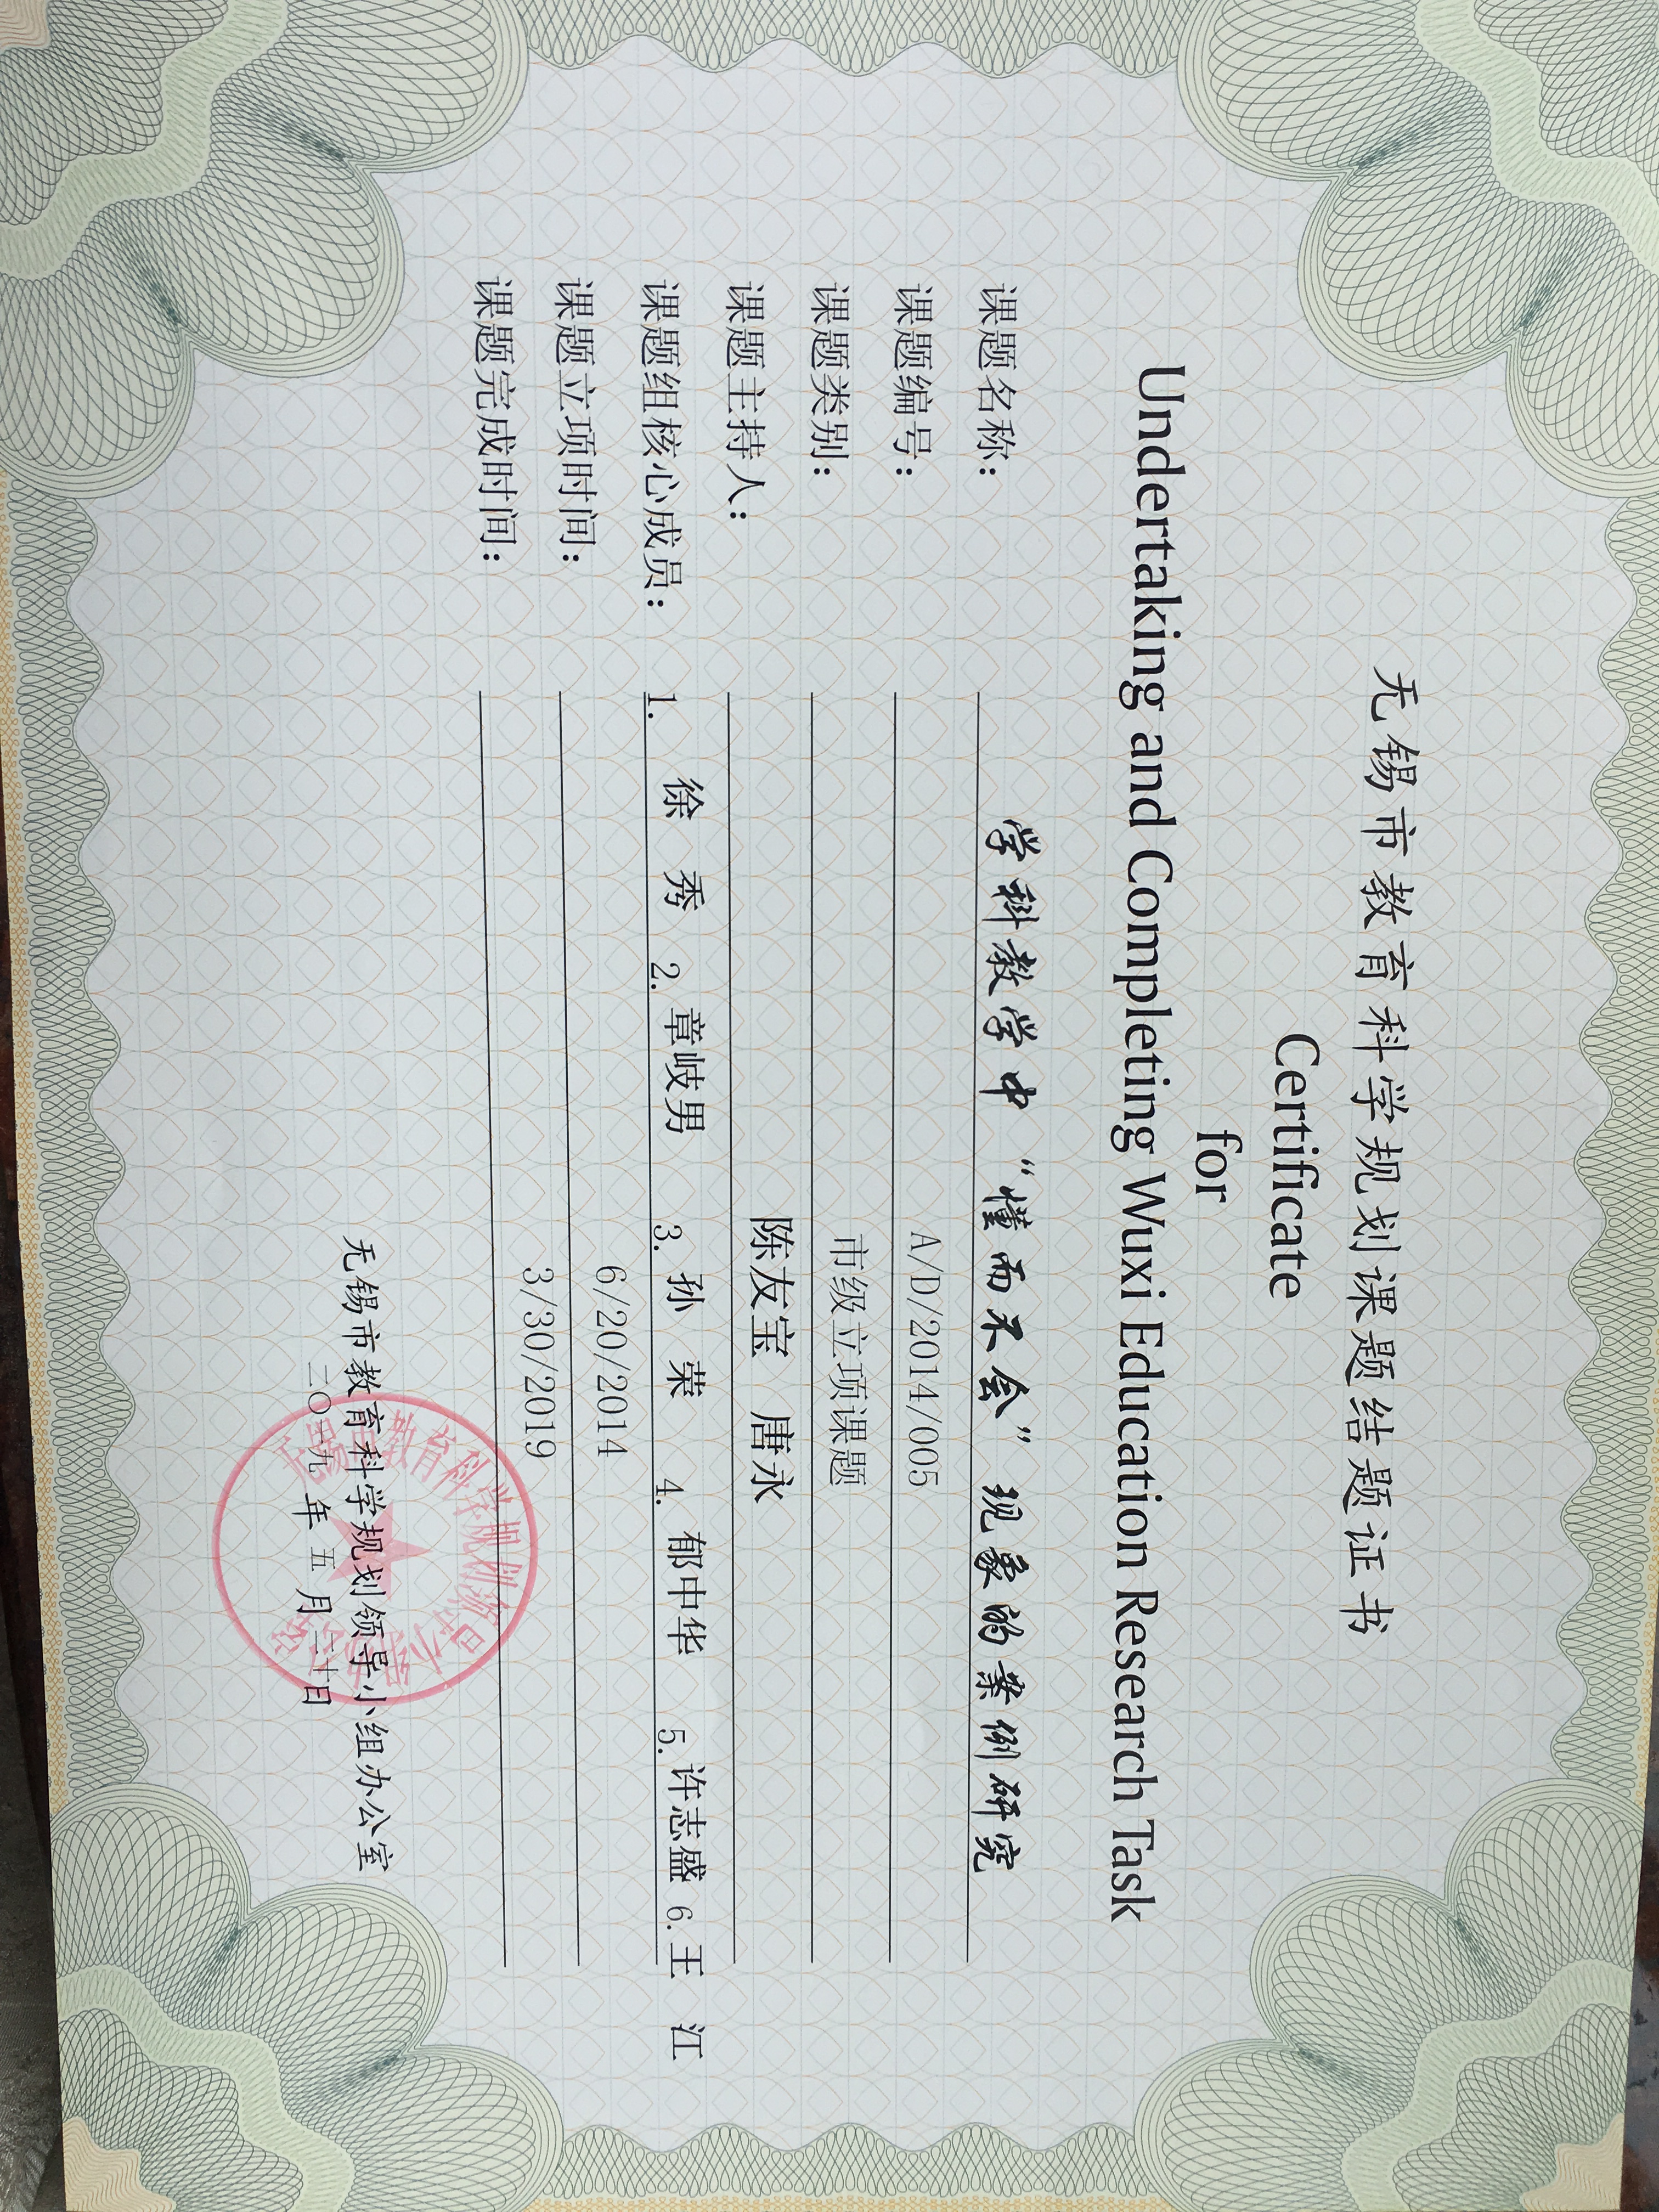 无锡市教育科学规划课题结题证书
Certificate
for
Undertaking and Completing Wuxi Education Research Task
课题名称: 学科教学中“懂而不会”现象的案例研究
课题编号: A/D/2014/005
课题类别: 市级立项课题
课题主持人: 陈友宝 唐永
课题组核心成员: 1. 徐 秀 2. 章岐男 3. 孙 荣 4. 郁中华 5. 许志盛 6. 王 江
课题立项时间: 6/20/2014
课题完成时间: 3/30/2019
无锡市教育科学规划领导小组办公室
二〇一九年五月二十日